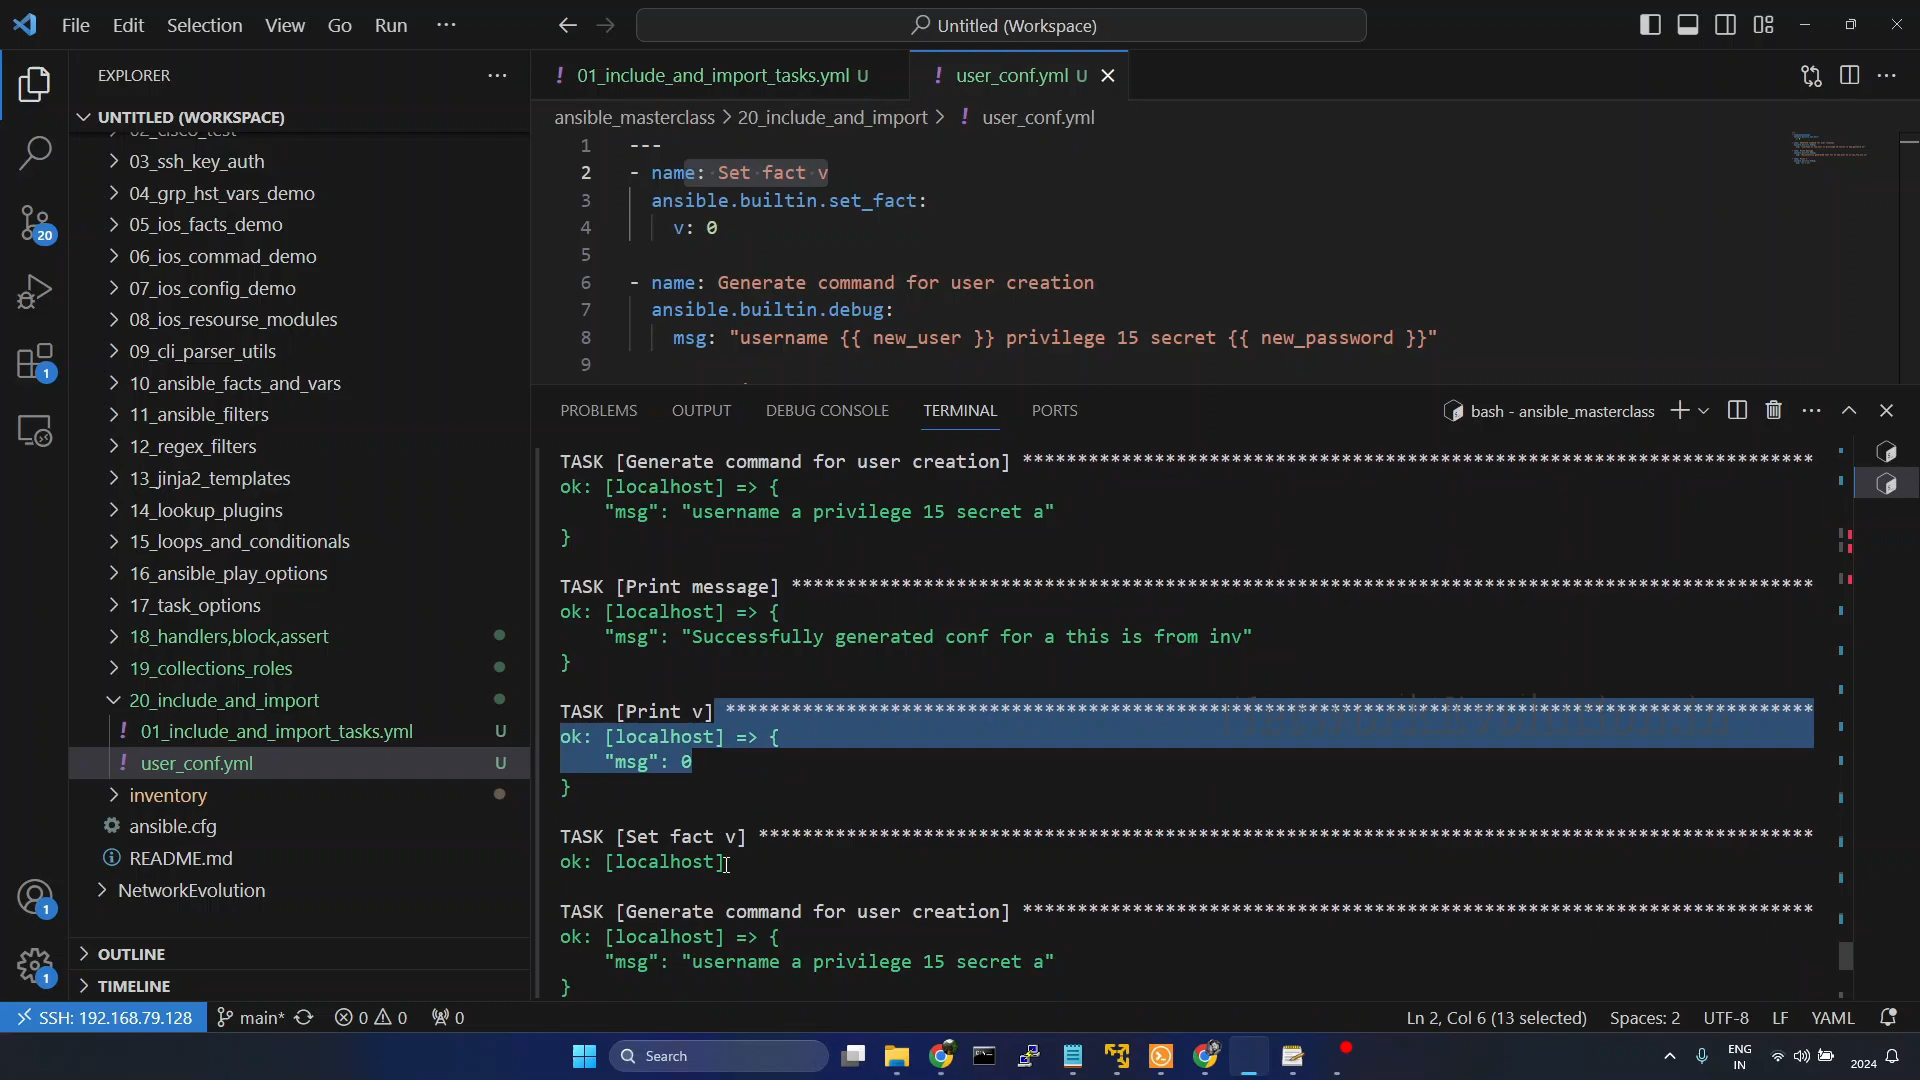 File Edit Selection View Go Run ···
Untitled (Workspace)
EXPLORER
UNTITLED (WORKSPACE)
02_cisco_test
03_ssh_key_auth
04_grp_hst_vars_demo
05_ios_facts_demo
06_ios_commad_demo
07_ios_config_demo
08_ios_resourse_modules
09_cli_parser_utils
10_ansible_facts_and_vars
11_ansible_filters
12_regex_filters
13_jinja2_templates
14_lookup_plugins
15_loops_and_conditionals
16_ansible_play_options
17_task_options
18_handlers,block,assert
19_collections_roles
20_include_and_import
! 01_include_and_import_tasks.yml U
! user_conf.yml U
inventory
ansible.cfg
README.md
NetworkEvolution
OUTLINE
TIMELINE
20
1
1
1
! 01_include_and_import_tasks.yml U
! user_conf.yml U
ansible_masterclass > 20_include_and_import > ! user_conf.yml
1 ---
2 - name: Set fact v
3 ansible.builtin.set_fact:
4 v: 0
5
6 - name: Generate command for user creation
7 ansible.builtin.debug:
8 msg: "username {{ new_user }} privilege 15 secret {{ new_password }}"
9
PROBLEMS OUTPUT DEBUG CONSOLE TERMINAL PORTS
bash - ansible_masterclass
TASK [Generate command for user creation] ************************************************************************
ok: [localhost] => {
"msg": "username a privilege 15 secret a"
}
TASK [Print message] *********************************************************************************************
ok: [localhost] => {
"msg": "Successfully generated conf for a this is from inv"
}
TASK [Print v] ***************************************************************************************************
ok: [localhost] => {
"msg": 0
}
TASK [Set fact v] ************************************************************************************************
ok: [localhost]
TASK [Generate command for user creation] ************************************************************************
ok: [localhost] => {
"msg": "username a privilege 15 secret a"
}
SSH: 192.168.79.128 main* 0 0 0
Ln 2, Col 6 (13 selected) Spaces: 2 UTF-8 LF YAML
Search
ENG
IN
2024